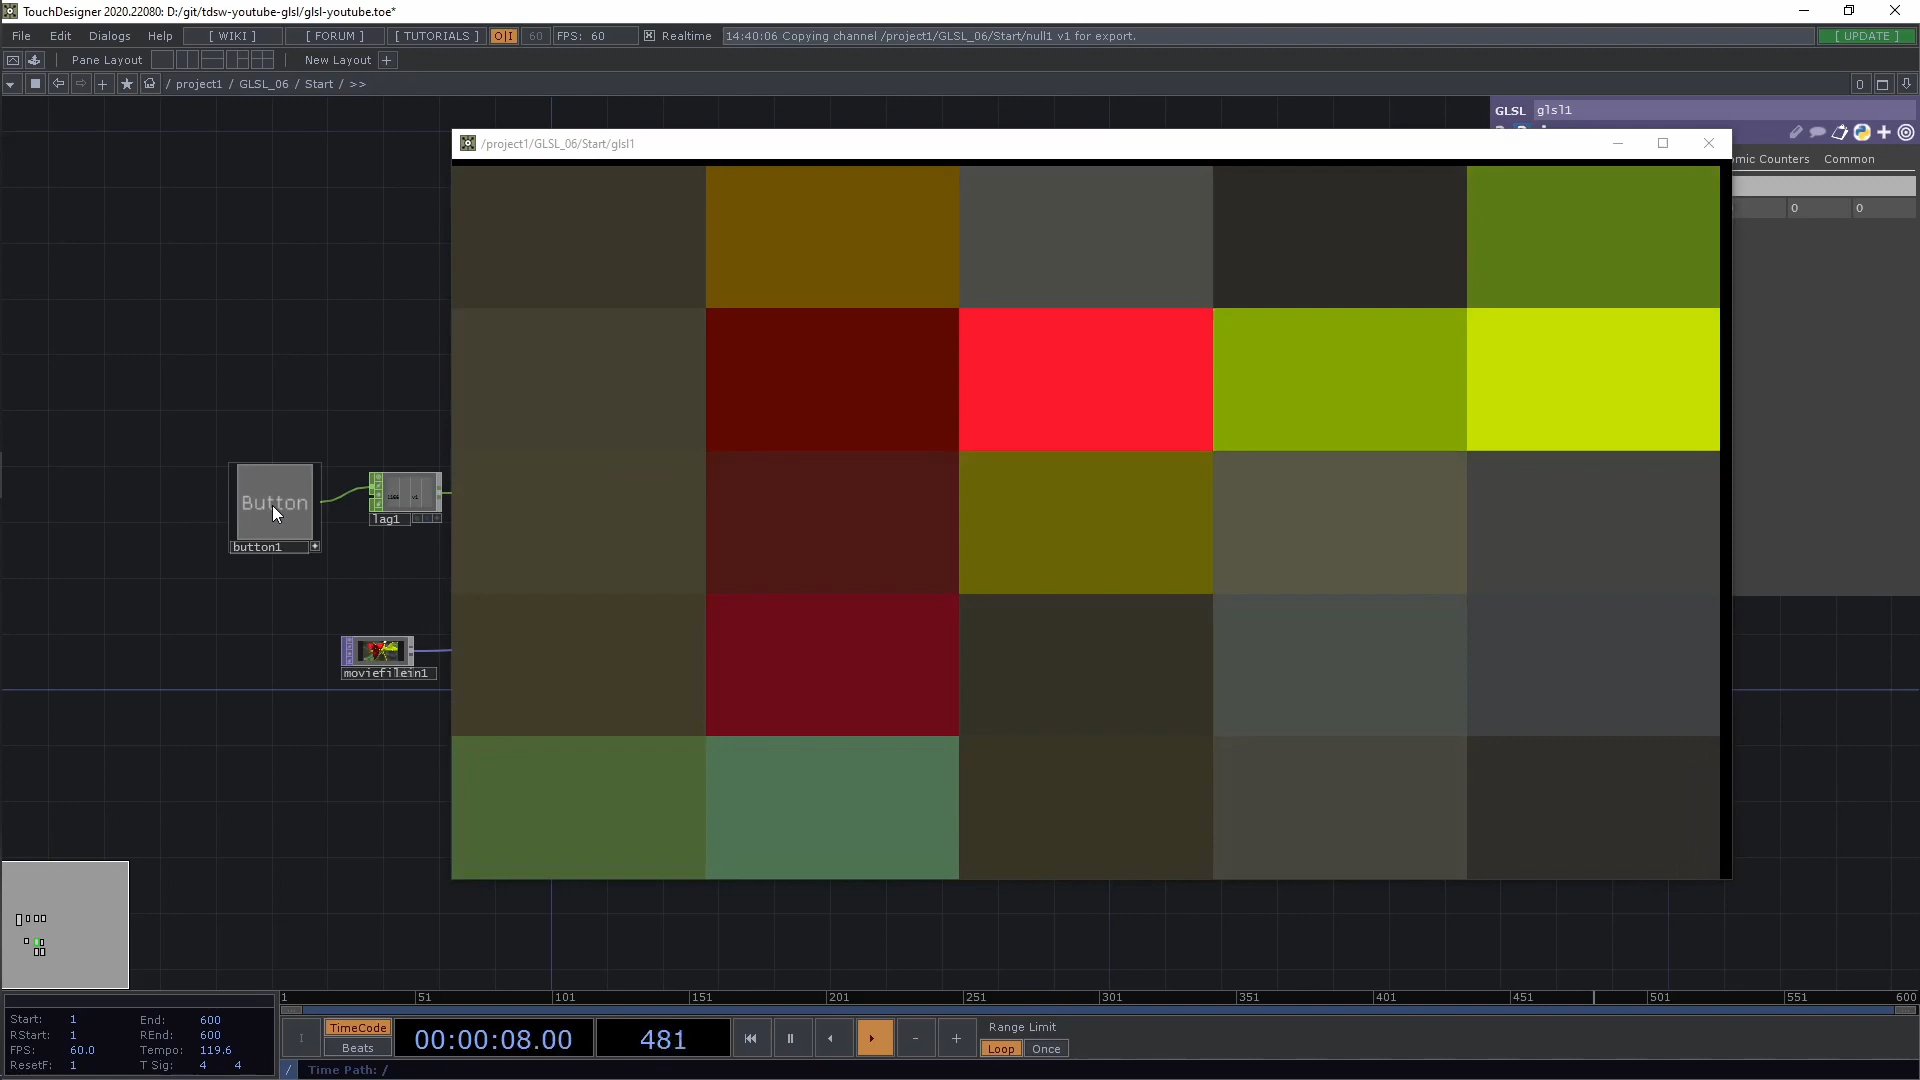 TouchDesigner 2020.22080: D:/git/tdsw-youtube-glsl/glsl-youtube.toe*
File Edit Dialogs Help [ WIKI ] [ FORUM ] [ TUTORIALS ] O|I 60 FPS: 60 Realtime 14:40:06 Copying channel /project1/GLSL_06/Start/null1 v1 for export. [ UPDATE ]
Pane Layout New Layout +
/ project1 / GLSL_06 / Start / >> 0
GLSL glsl1
/project1/GLSL_06/Start/glsl1
mic Counters Common
0 0
Button
lag1
button1
moviefilein1
1 51 101 151 201 251 301 351 401 451 501 551 600
Start: 1 End: 600
RStart: 1 REnd: 600
FPS: 60.0 Tempo: 119.6
ResetF: 1 T Sig: 4 4
TimeCode
Beats
00:00:08.00 481
Range Limit
Loop Once
/ Time Path: /